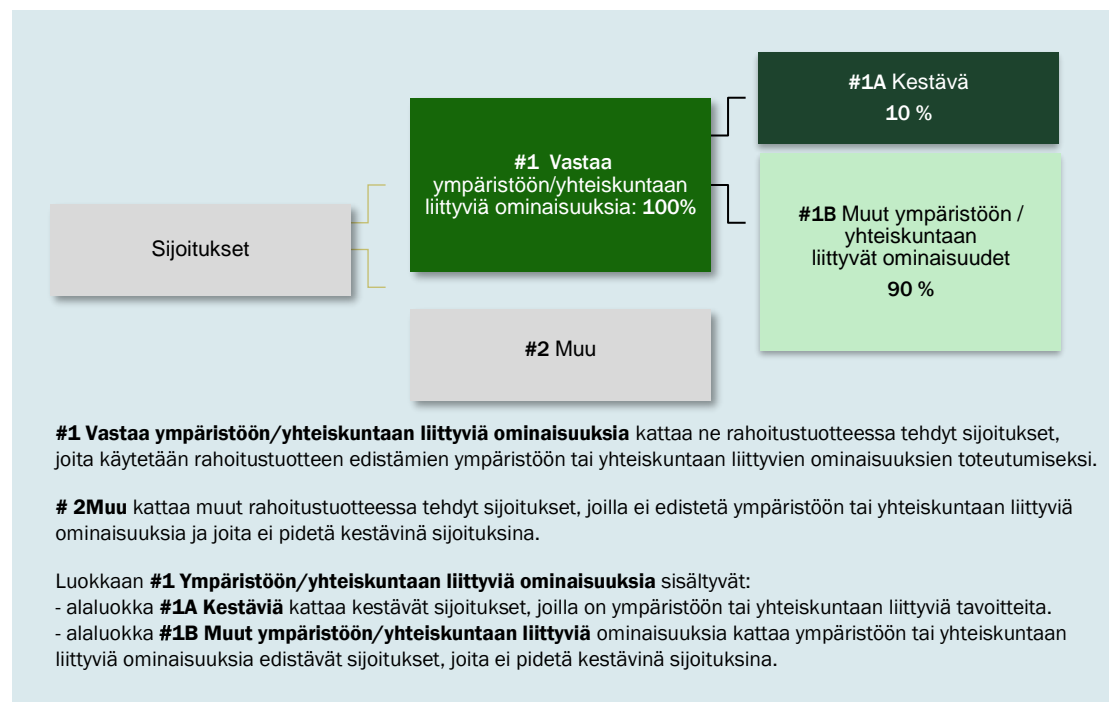 #1A Kestävä
10 %
#1 Vastaa
ympäristöön/yhteiskuntaan
liittyviä ominaisuuksia: 100%
#1B Muut ympäristöön /
yhteiskuntaan
liittyvät ominaisuudet
90 %
Sijoitukset
#2 Muu
#1 Vastaa ympäristöön/yhteiskuntaan liittyviä ominaisuuksia kattaa ne rahoitustuotteessa tehdyt sijoitukset,
joita käytetään rahoitustuotteen edistämien ympäristöön tai yhteiskuntaan liittyvien ominaisuuksien toteutumiseksi.
# 2Muu kattaa muut rahoitustuotteessa tehdyt sijoitukset, joilla ei edistetä ympäristöön tai yhteiskuntaan liittyviä
ominaisuuksia ja joita ei pidetä kestävinä sijoituksina.
Luokkaan #1 Ympäristöön/yhteiskuntaan liittyviä ominaisuuksia sisältyvät:
- alaluokka #1A Kestäviä kattaa kestävät sijoitukset, joilla on ympäristöön tai yhteiskuntaan liittyviä tavoitteita.
- alaluokka #1B Muut ympäristöön/yhteiskuntaan liittyviä ominaisuuksia kattaa ympäristöön tai yhteiskuntaan
liittyviä ominaisuuksia edistävät sijoitukset, joita ei pidetä kestävinä sijoituksina.